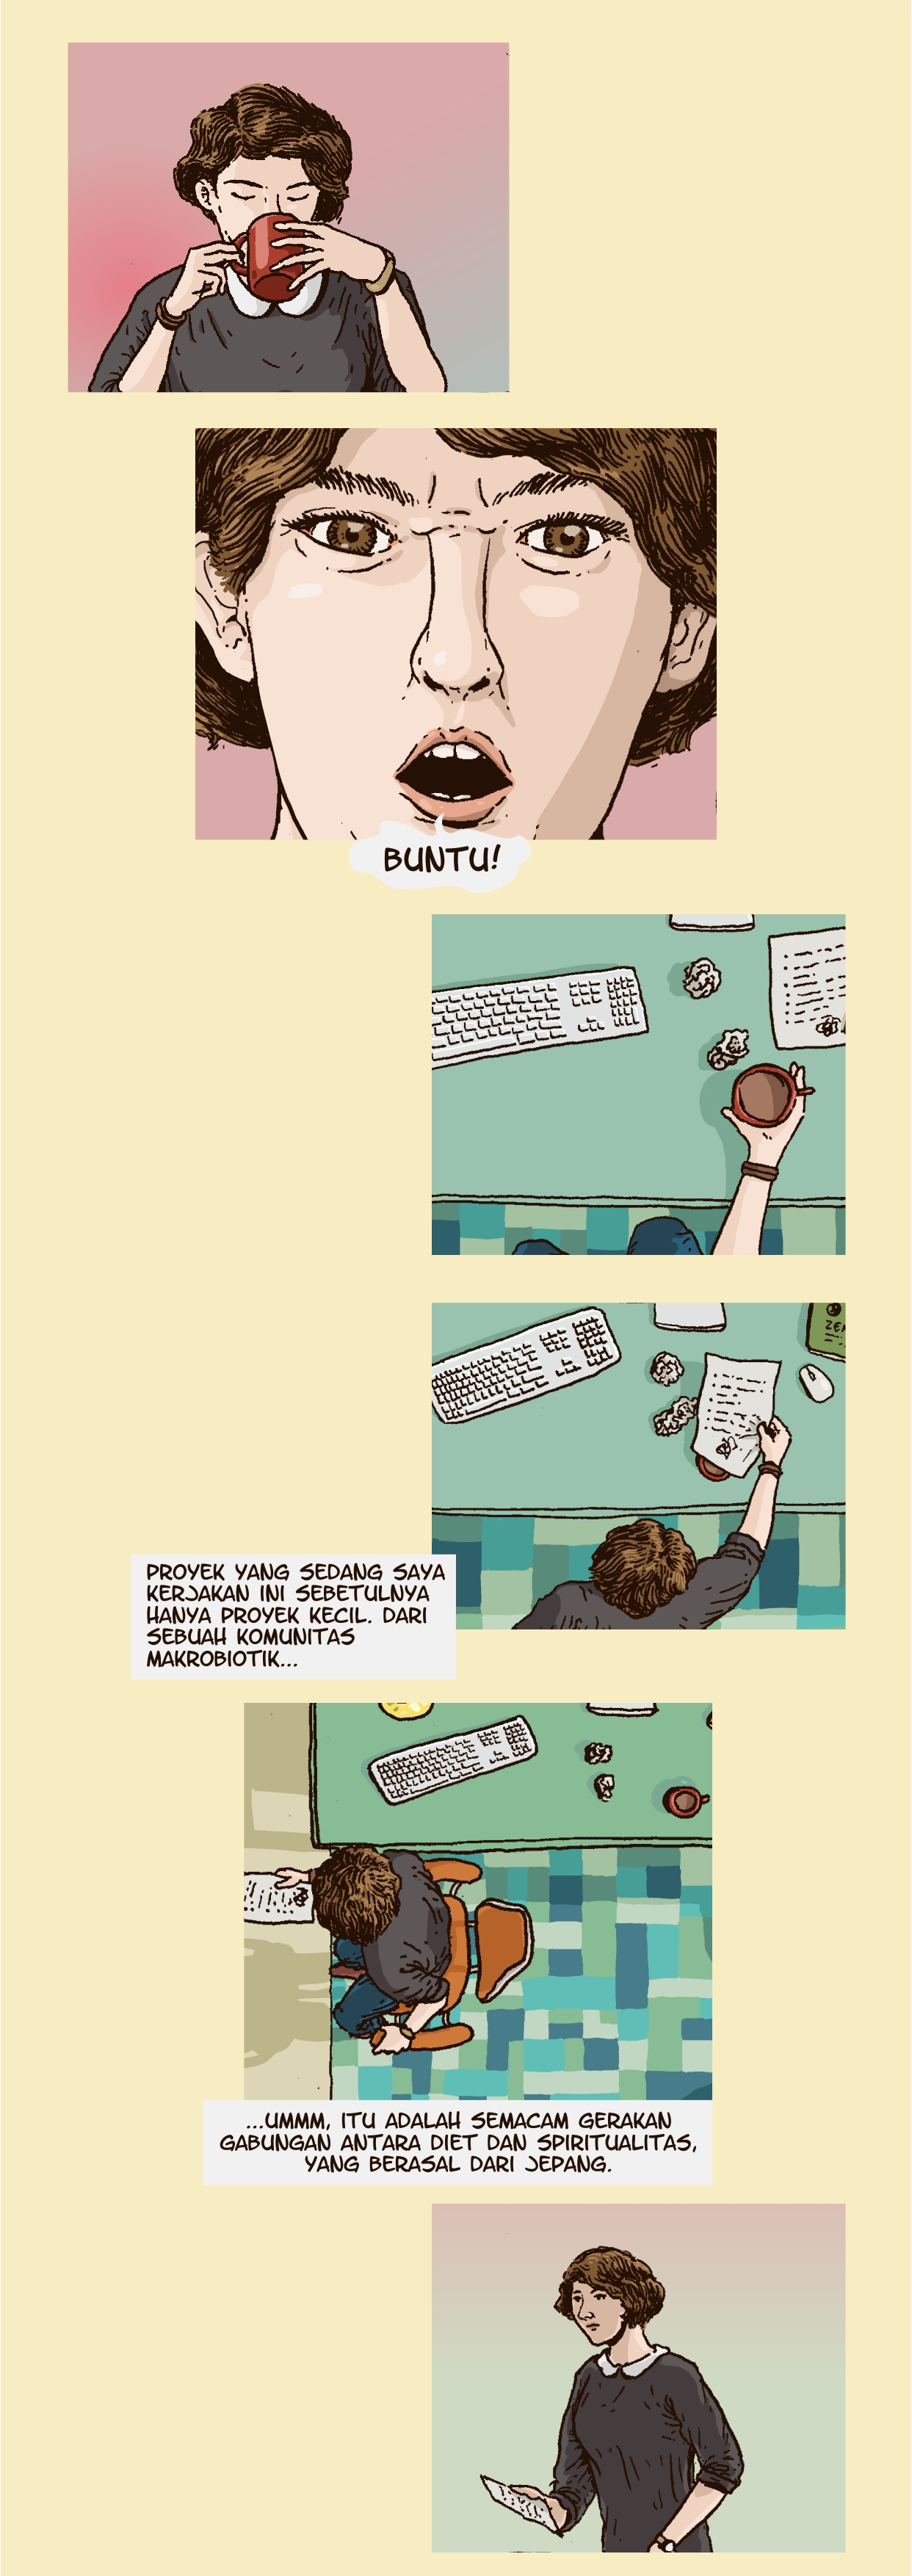 BUNTU!
ZEN
PROYEK YANG SEDANG SAYA
KERJAKAN INI SEBETULNYA
HANYA PROYEK KECIL. DARI
SEBUAH KOMUNITAS
MAKROBIOTIK...
...UMMM, ITU ADALAH SEMACAM GERAKAN
GABUNGAN ANTARA DIET DAN SPIRITUALITAS,
YANG BERASAL DARI JEPANG.